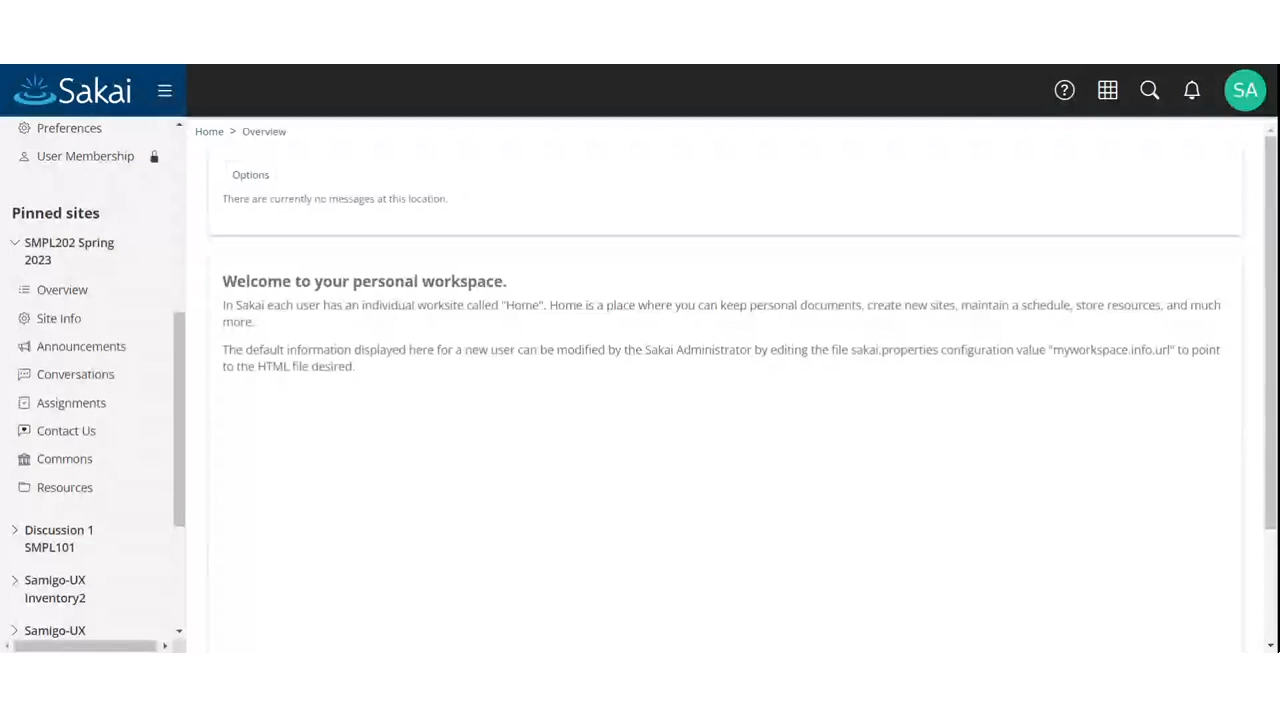 Sakai
SA
Preferences
User Membership
Pinned sites
SMPL202 Spring
2023
Overview
Site Info
Announcements
Conversations
Assignments
Contact Us
Commons
Resources
Discussion 1
SMPL101
Samigo-UX
Inventory2
Samigo-UX
Home > Overview
Options
There are currently no messages at this location.
Welcome to your personal workspace.
In Sakai each user has an individual worksite called "Home". Home is a place where you can keep personal documents, create new sites, maintain a schedule, store resources, and much
more.
The default information displayed here for a new user can be modified by the Sakai Administrator by editing the file sakai.properties configuration value "myworkspace.info.url" to point
to the HTML file desired.